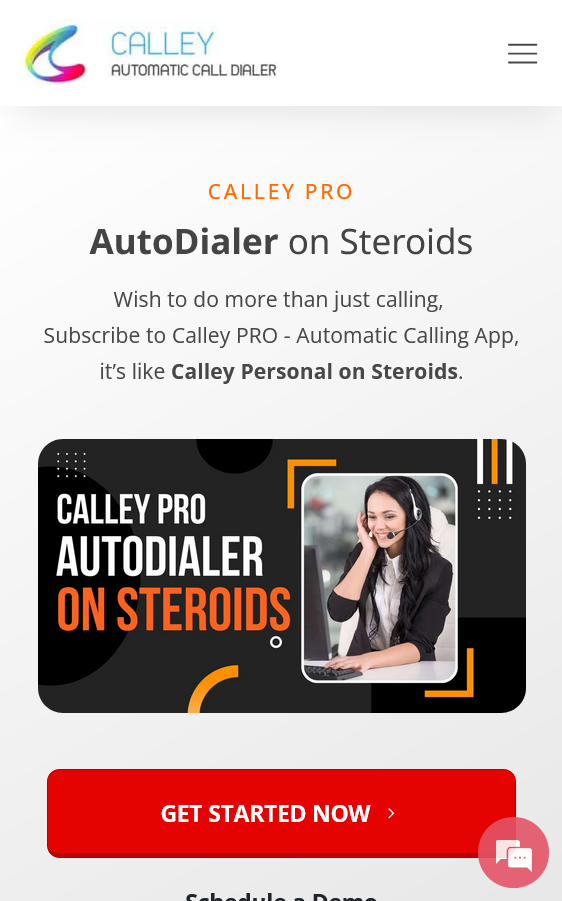 CALLEY
AUTOMATIC CALL DIALER
CALLEY PRO
AutoDialer on Steroids
Wish to do more than just calling,
Subscribe to Calley PRO - Automatic Calling App,
it’s like Calley Personal on Steroids.
CALLEY PRO
AUTODIALER
ON STEROIDS
GET STARTED NOW
Schedule a Demo